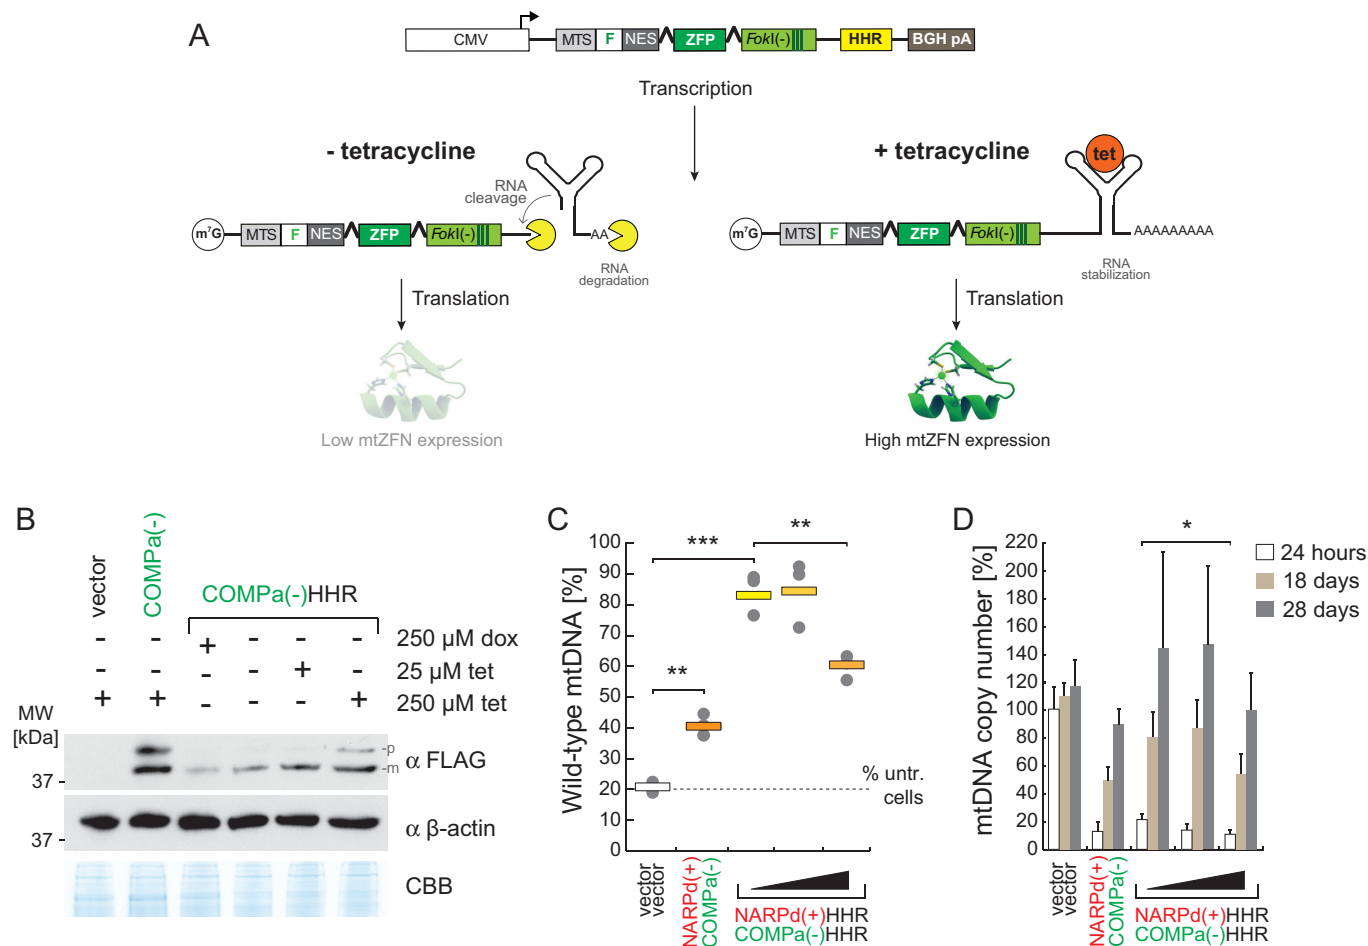 A
CMV
MTS
F
NES
ZFP
FokI(-)
HHR
BGH pA
Transcription
- tetracycline
+ tetracycline
tet
RNA
cleavage
m⁷G
MTS
F
NES
ZFP
FokI(-)
AA
RNA
degradation
m⁷G
MTS
F
NES
ZFP
FokI(-)
AAAAAAAAA
RNA
stabilization
Translation
Translation
Low mtZFN expression
High mtZFN expression
B
vector
COMPa(-)
COMPa(-)HHR
- - + - - - 250 µM dox
- - - - + - 25 µM tet
+ + - - - + 250 µM tet
MW
[kDa]
-p
-m
α FLAG
37
α β-actin
37
CBB
C
Wild-type mtDNA [%]
100
90
80
70
60
50
40
30
20
10
0
***
**
**
% untr.
cells
vector
vector
NARPd(+)
COMPa(-)
NARPd(+)HHR
COMPa(-)HHR
D
mtDNA copy number [%]
220
200
180
160
140
120
100
80
60
40
20
0
*
24 hours
18 days
28 days
vector
vector
NARPd(+)
COMPa(-)
NARPd(+)HHR
COMPa(-)HHR